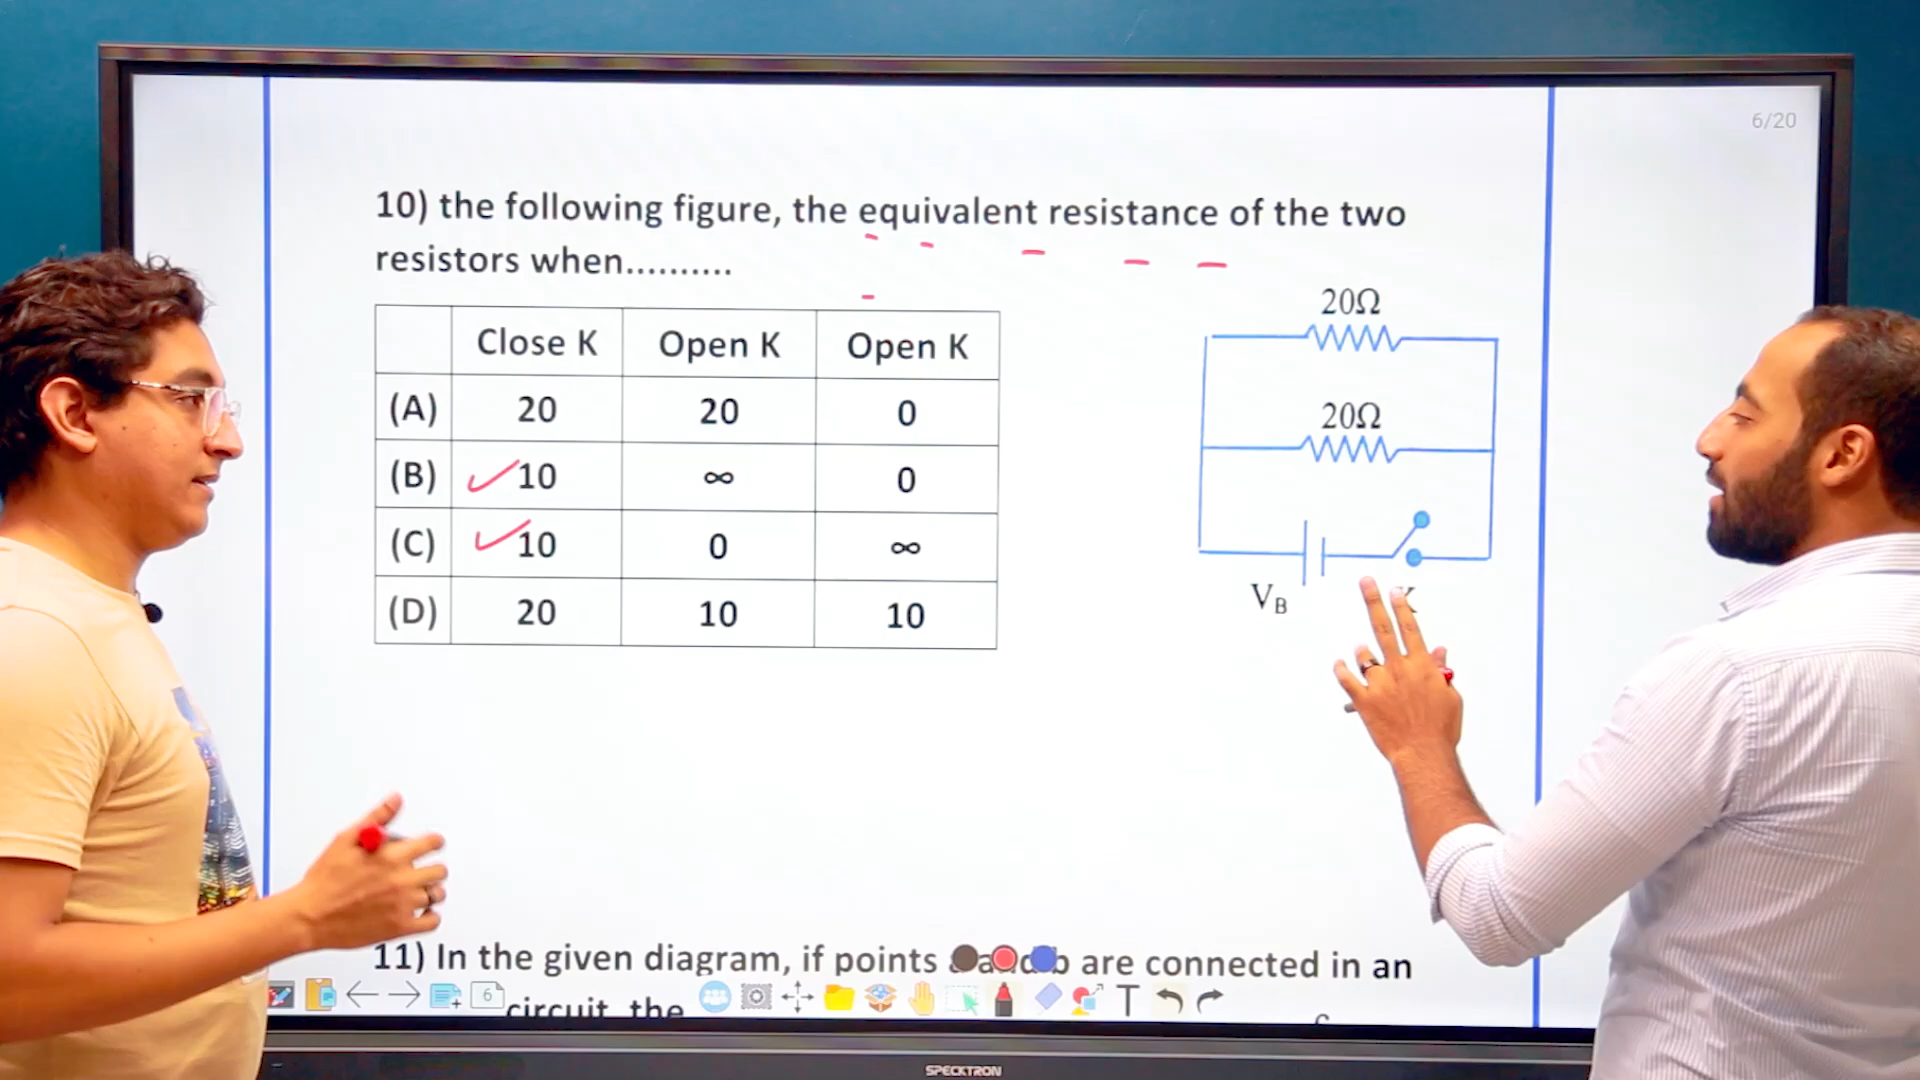 6/20
10) the following figure, the equivalent resistance of the two
resistors when..........
Close K Open K Open K
(A) 20 20 0
(B) 10 ∞ 0
(C) 10 0 ∞
(D) 20 10 10
20Ω
20Ω
V_B
11) In the given diagram, if points are connected in an
circuit the
6
T
SPECKTRON